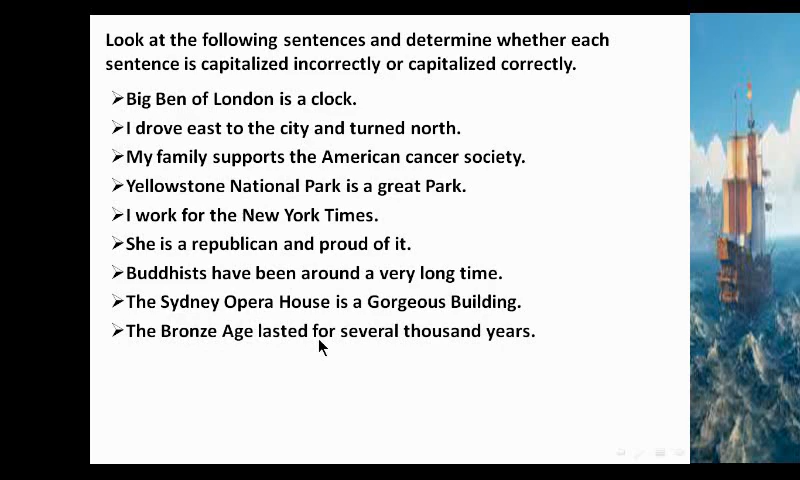 Look at the following sentences and determine whether each
sentence is capitalized incorrectly or capitalized correctly.
➢Big Ben of London is a clock.
➢I drove east to the city and turned north.
➢My family supports the American cancer society.
➢Yellowstone National Park is a great Park.
➢I work for the New York Times.
➢She is a republican and proud of it.
➢Buddhists have been around a very long time.
➢The Sydney Opera House is a Gorgeous Building.
➢The Bronze Age lasted for several thousand years.